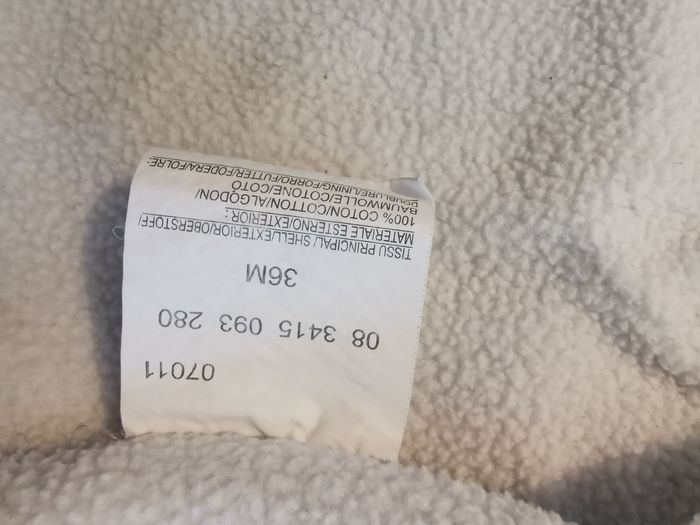 07011
08 3415 093 280
36M
TISSU PRINCIPAL/ SHELL/EXTERIOR/OBERSTOFF/
MATERIALE ESTERNO/EXTERIOR:
100% COTON/COTTON/ALGODON/
BAUMWOLLE/COTONE/COTO
DOUBLURE/LINING/FORRO/FUTTER/FODERA/FOLRE: